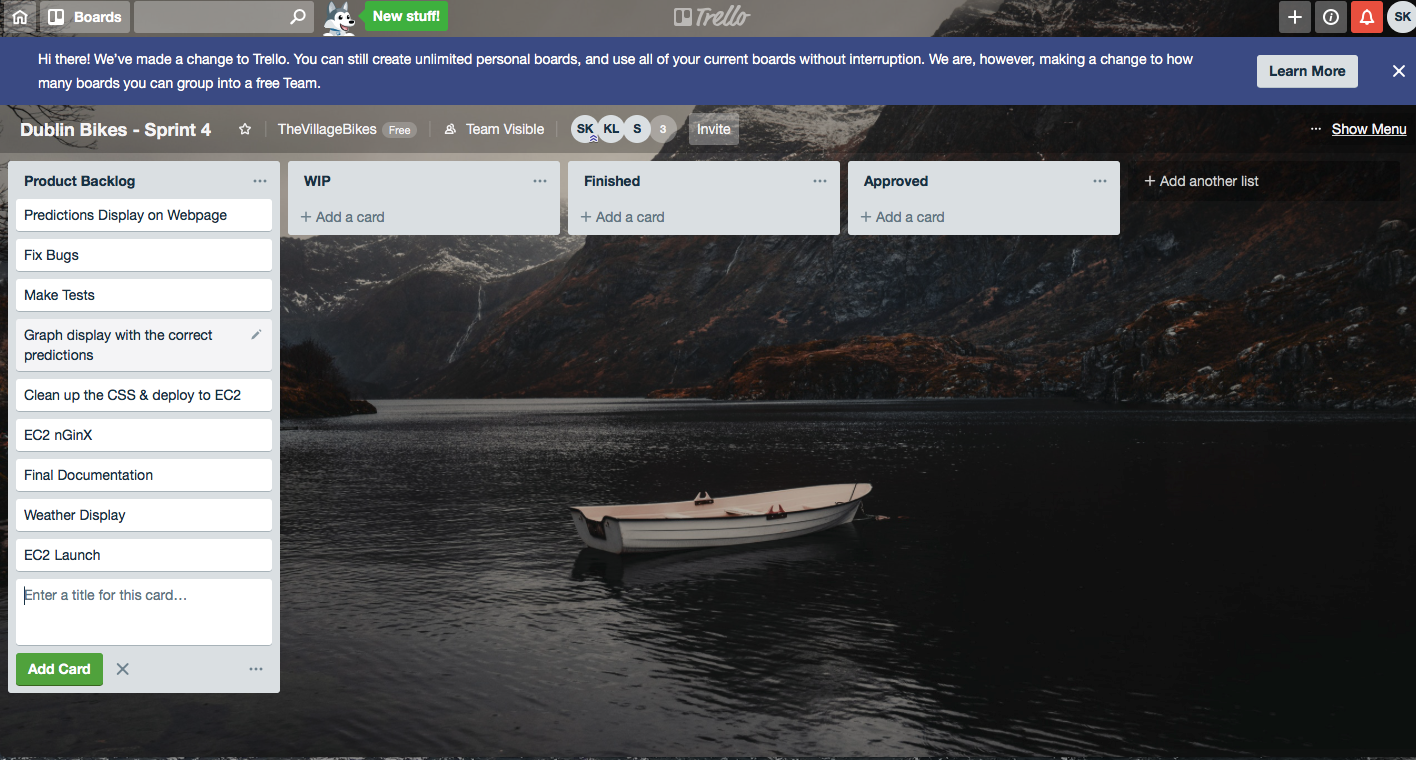 Boards
New stuff!
Trello
SK
Hi there! We've made a change to Trello. You can still create unlimited personal boards, and use all of your current boards without interruption. We are, however, making a change to how
many boards you can group into a free Team.
Learn More
Dublin Bikes - Sprint 4
TheVillageBikes Free
Team Visible
SK KL S 3
Invite
... Show Menu
Product Backlog
Predictions Display on Webpage
Fix Bugs
Make Tests
Graph display with the correct
predictions
Clean up the CSS & deploy to EC2
EC2 nGinX
Final Documentation
Weather Display
EC2 Launch
Enter a title for this card…
Add Card
WIP
+ Add a card
Finished
+ Add a card
Approved
+ Add a card
+ Add another list